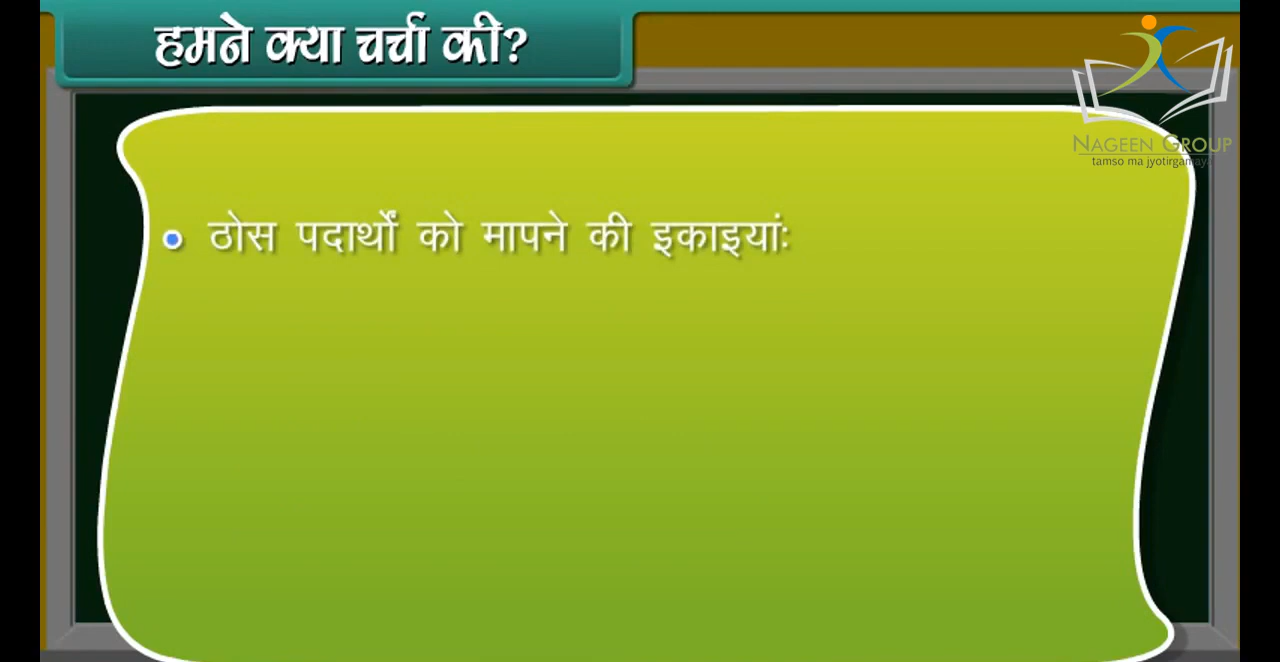 हमने क्या चर्चा की?
NAGEEN GROUP
tamso ma jyotirgamay
ठोस पदार्थों को मापने की इकाइयांः